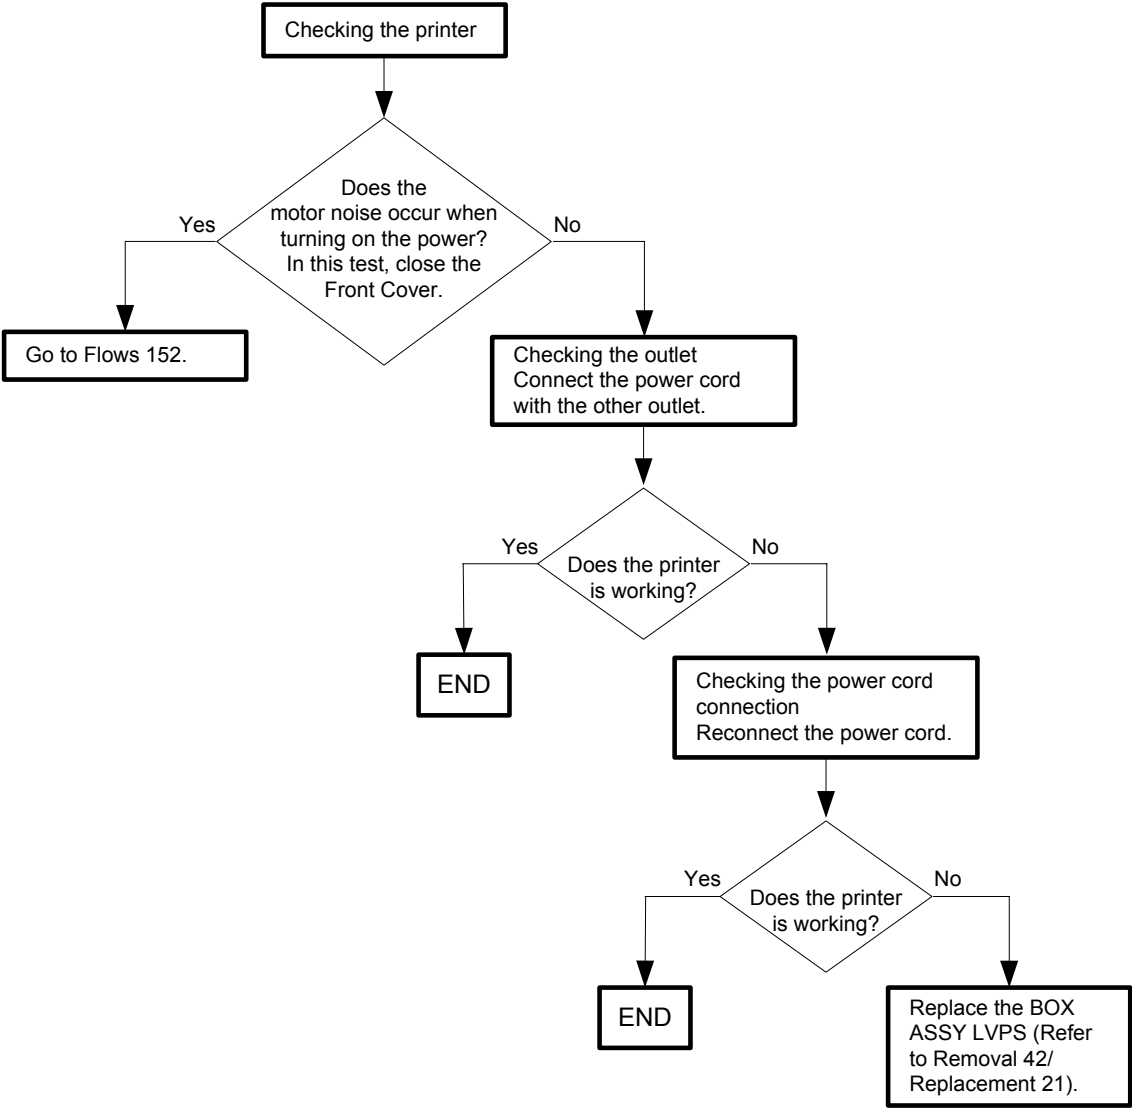 Checking the printer
Does the
motor noise occur when
turning on the power?
In this test, close the
Front Cover.
Yes
No
Go to Flows 152.
Checking the outlet
Connect the power cord
with the other outlet.
Does the printer
is working?
Yes
No
END
Checking the power cord
connection
Reconnect the power cord.
Does the printer
is working?
Yes
No
END
Replace the BOX
ASSY LVPS (Refer
to Removal 42/
Replacement 21).